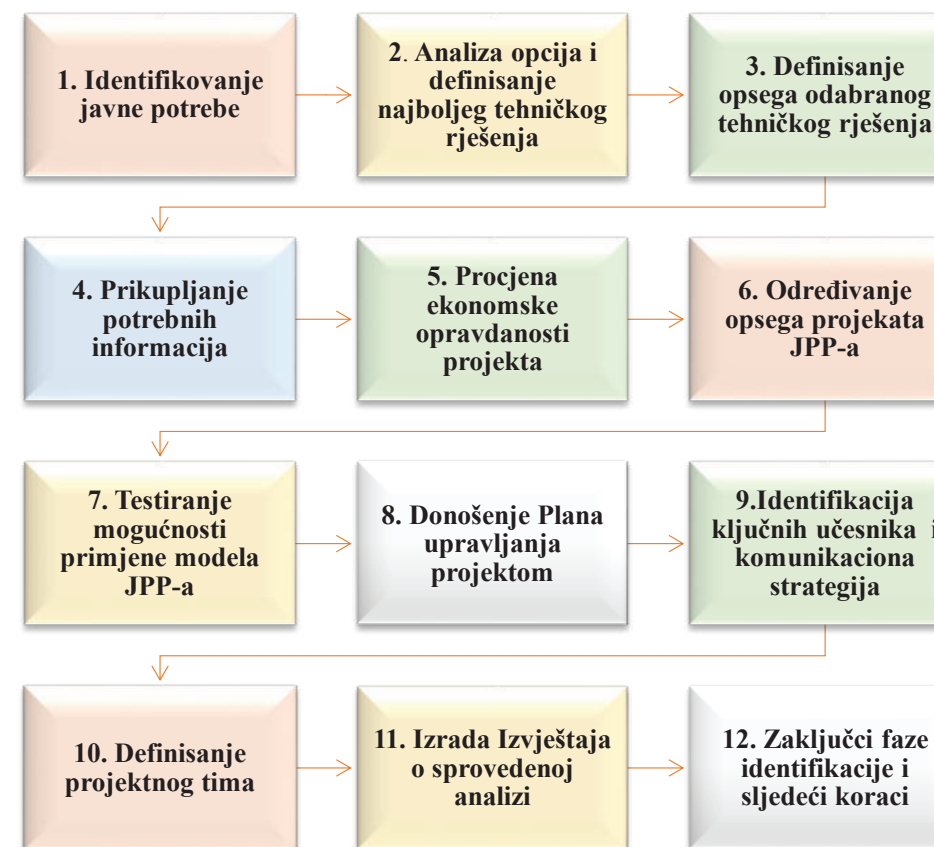 1. Identifikovanje
javne potrebe
2. Analiza opcija i
definisanje
najboljeg tehničkog
rješenja
3. Definisanje
opsega odabranog
tehničkog rješenja
4. Prikupljanje
potrebnih
informacija
5. Procjena
ekonomske
opravdanosti
projekta
6. Određivanje
opsega projekata
JPP-a
7. Testiranje
mogućnosti
primjene modela
JPP-a
8. Donošenje Plana
upravljanja
projektom
9.Identifikacija
ključnih učesnika i
komunikaciona
strategija
10. Definisanje
projektnog tima
11. Izrada Izvještaja
o sprovedenoj
analizi
12. Zaključci faze
identifikacije i
sljedeći koraci